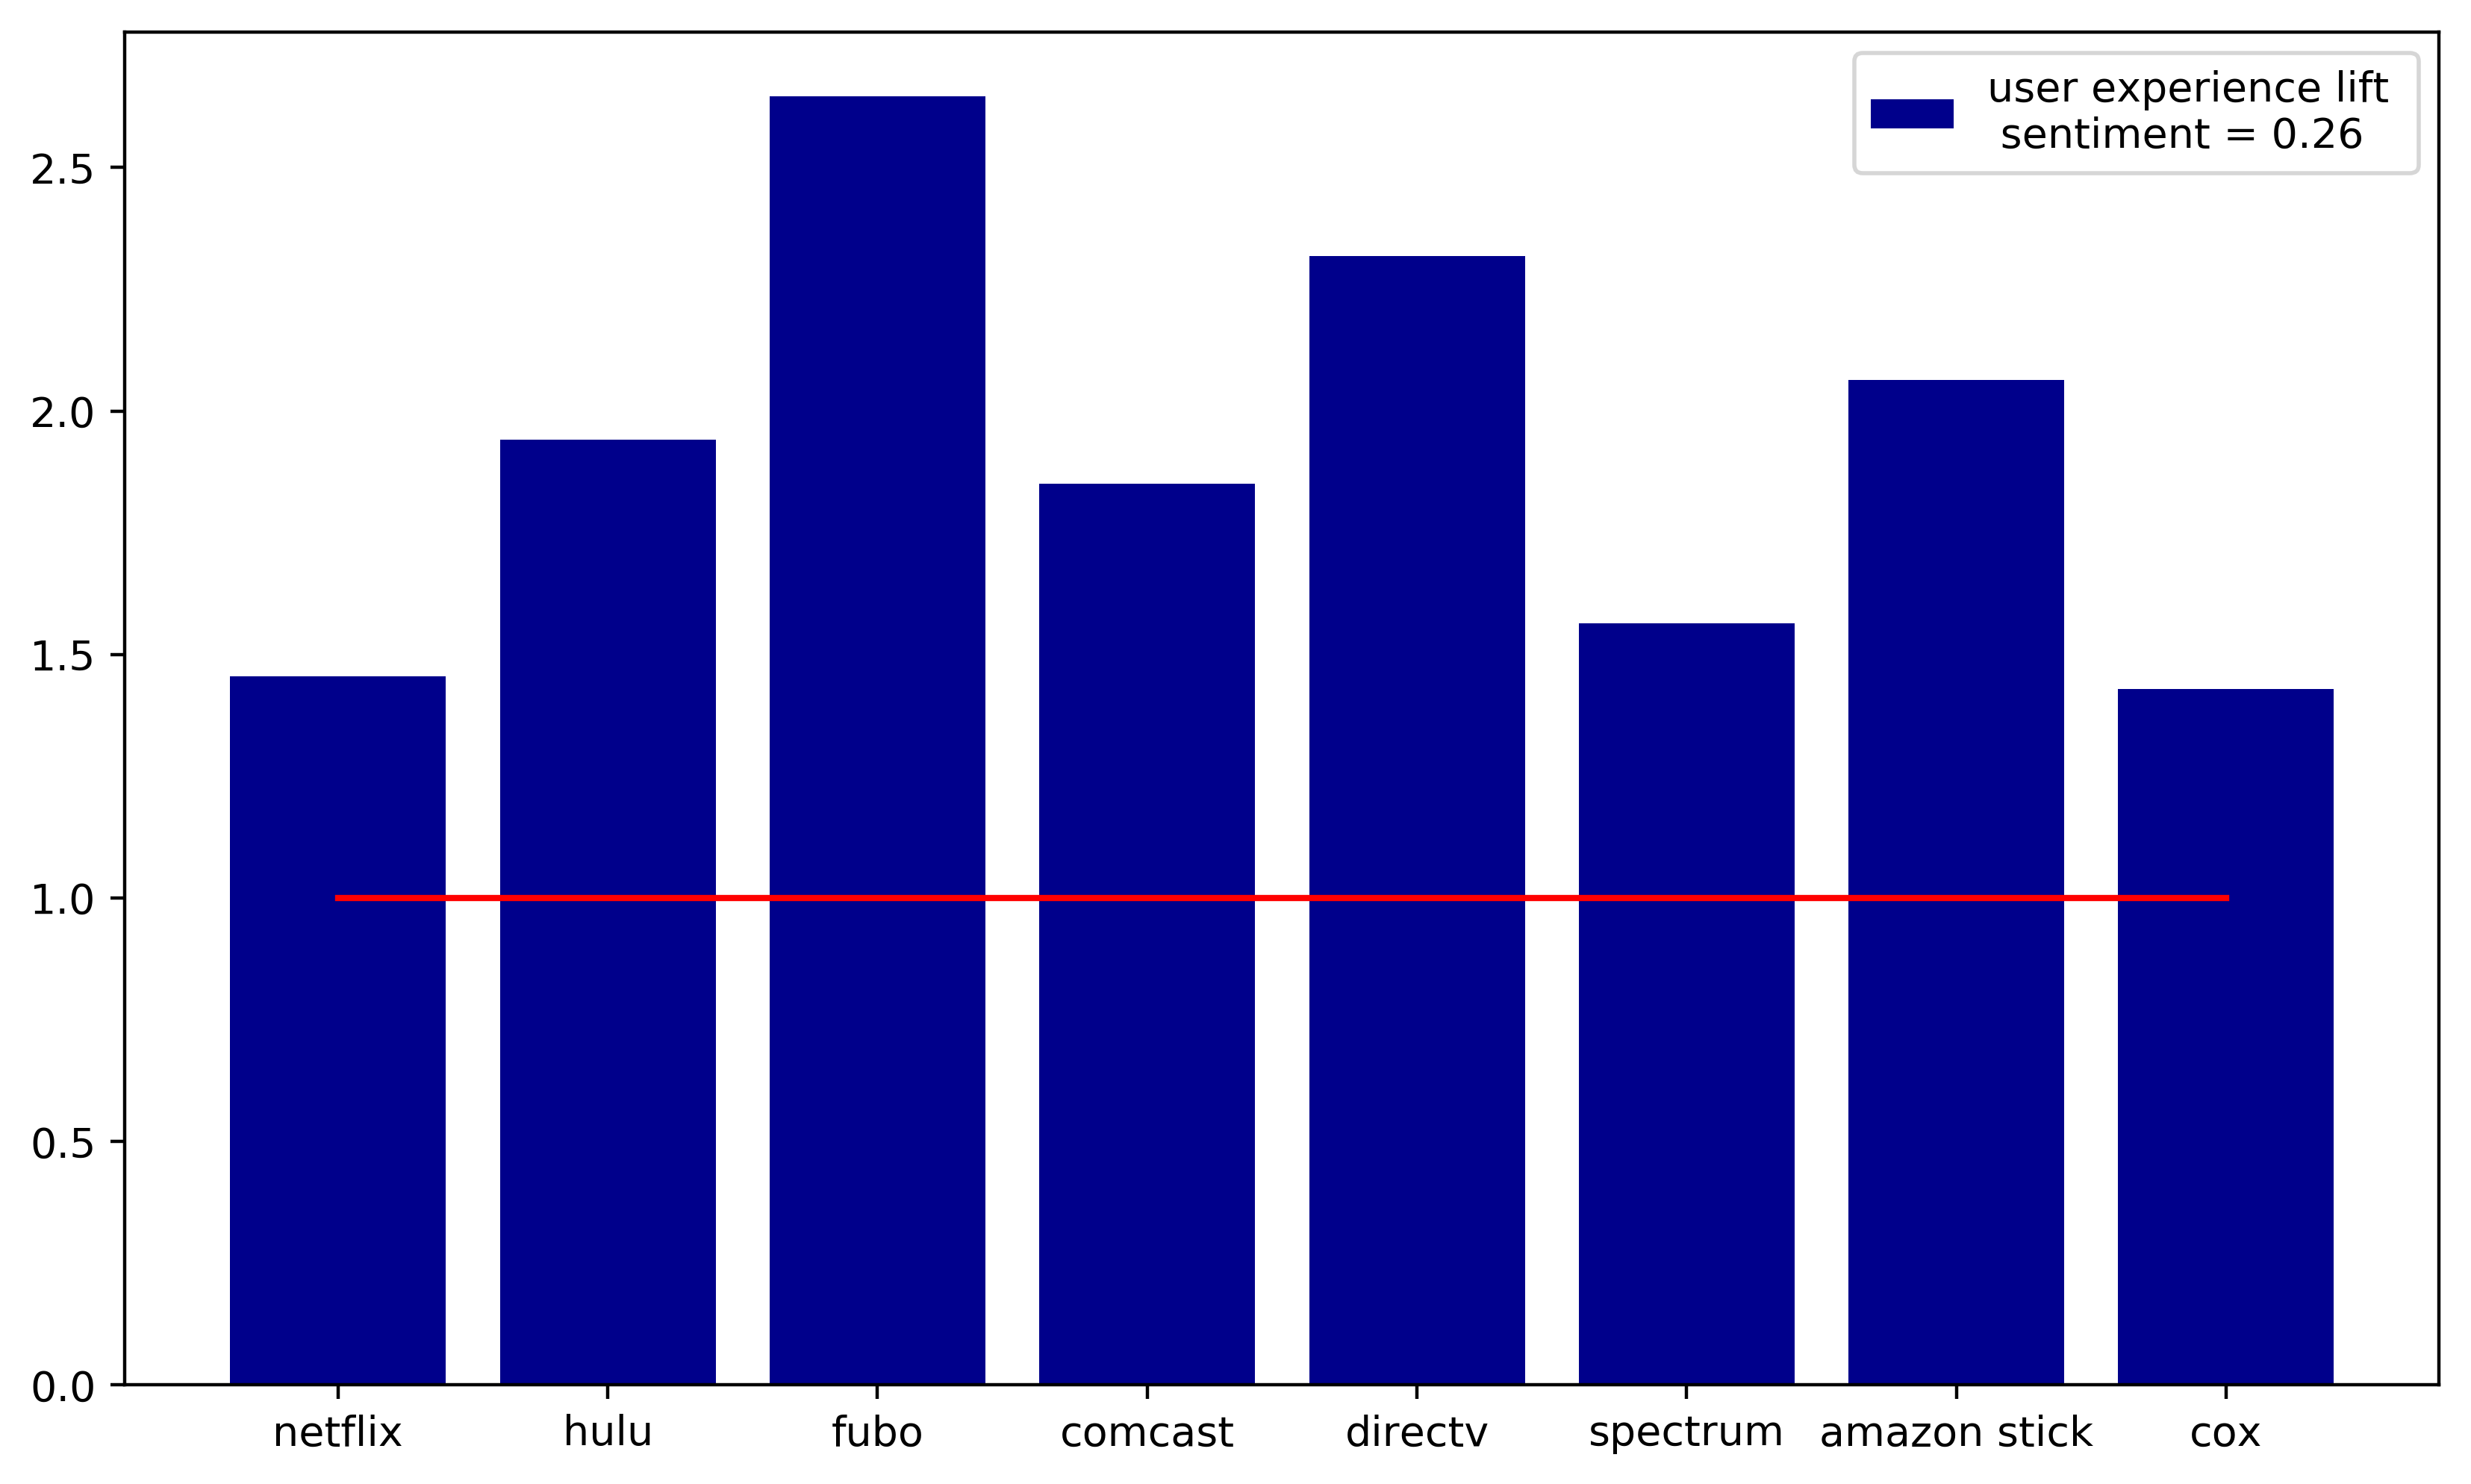 user experience lift
sentiment = 0.26
2.5
2.0
1.5
1.0
0.5
0.0
netflix hulu fubo comcast directv spectrum amazon stick cox